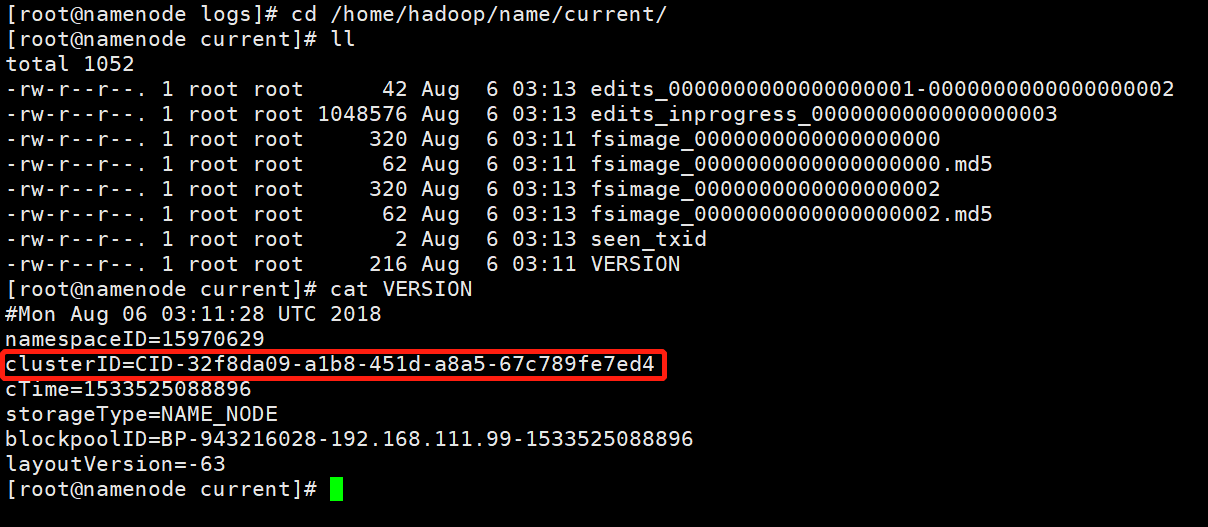 [root@namenode logs]# cd /home/hadoop/name/current/
[root@namenode current]# ll
total 1052
-rw-r--r--. 1 root root      42 Aug  6 03:13 edits_0000000000000000001-0000000000000000002
-rw-r--r--. 1 root root 1048576 Aug  6 03:13 edits_inprogress_0000000000000000003
-rw-r--r--. 1 root root     320 Aug  6 03:11 fsimage_0000000000000000000
-rw-r--r--. 1 root root      62 Aug  6 03:11 fsimage_0000000000000000000.md5
-rw-r--r--. 1 root root     320 Aug  6 03:13 fsimage_0000000000000000002
-rw-r--r--. 1 root root      62 Aug  6 03:13 fsimage_0000000000000000002.md5
-rw-r--r--. 1 root root       2 Aug  6 03:13 seen_txid
-rw-r--r--. 1 root root     216 Aug  6 03:11 VERSION
[root@namenode current]# cat VERSION
#Mon Aug 06 03:11:28 UTC 2018
namespaceID=15970629
clusterID=CID-32f8da09-a1b8-451d-a8a5-67c789fe7ed4
cTime=1533525088896
storageType=NAME_NODE
blockpoolID=BP-943216028-192.168.111.99-1533525088896
layoutVersion=-63
[root@namenode current]#